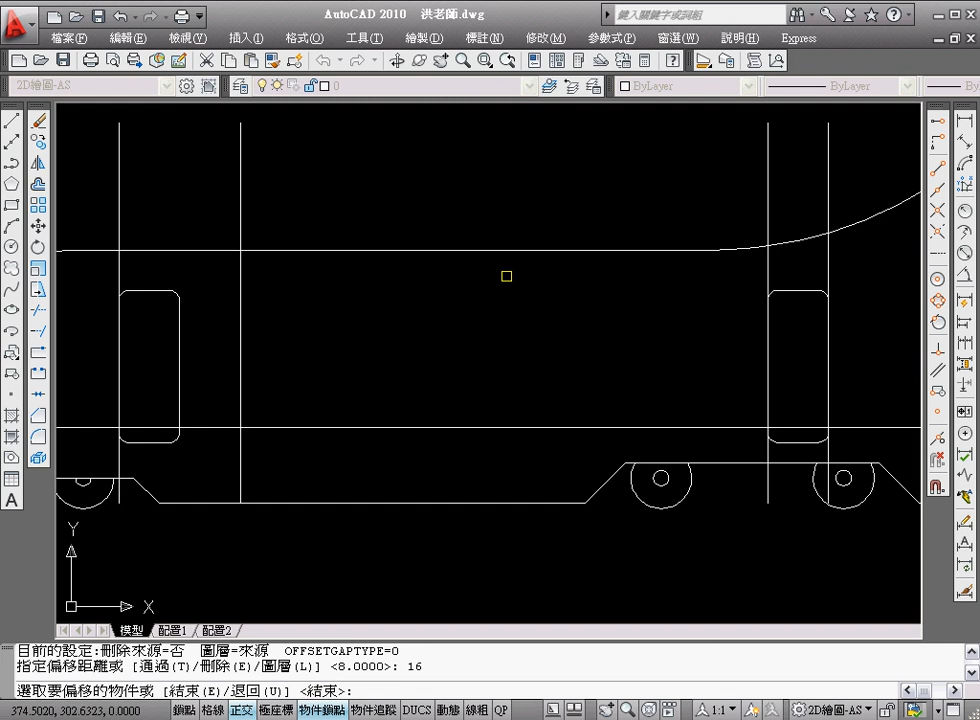 AutoCAD 2010 洪老師.dwg
鍵入關鍵字或詞組
檔案(F) 編輯(E) 檢視(V) 插入(I) 格式(O) 工具(T) 繪製(D) 標註(N) 修改(M) 參數式(P) 窗選(W) 說明(H) Express
2D繪圖-AS 0 ByLayer ByLayer By
Y
X
模型 配置1 配置2
目前的設定:刪除來源=否 圖層=來源 OFFSETGAPTYPE=0
指定偏移距離或 [通過(T)/刪除(E)/圖層(L)] <8.0000>: 16
選取要偏移的物件或 [結束(E)/退回(U)] <結束>:
374.5020, 302.6323, 0.0000 鎖點 格線 正交 極座標 物件鎖點 物件追蹤 DUCS 動態 線粗 QP 1:1 2D繪圖-AS